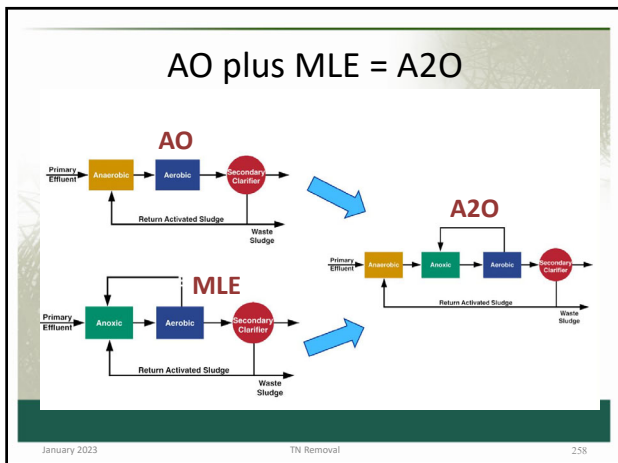 AO plus MLE = A2O
AO
Primary
Effluent
Anaerobic
Aerobic
Secondary
Clarifier
Return Activated Sludge
Waste
Sludge
MLE
Primary
Effluent
Anoxic
Aerobic
Secondary
Clarifier
Return Activated Sludge
Waste
Sludge
A2O
Primary
Effluent
Anaerobic
Anoxic
Aerobic
Secondary
Clarifier
Return Activated Sludge
Waste
Sludge
January 2023
TN Removal
258